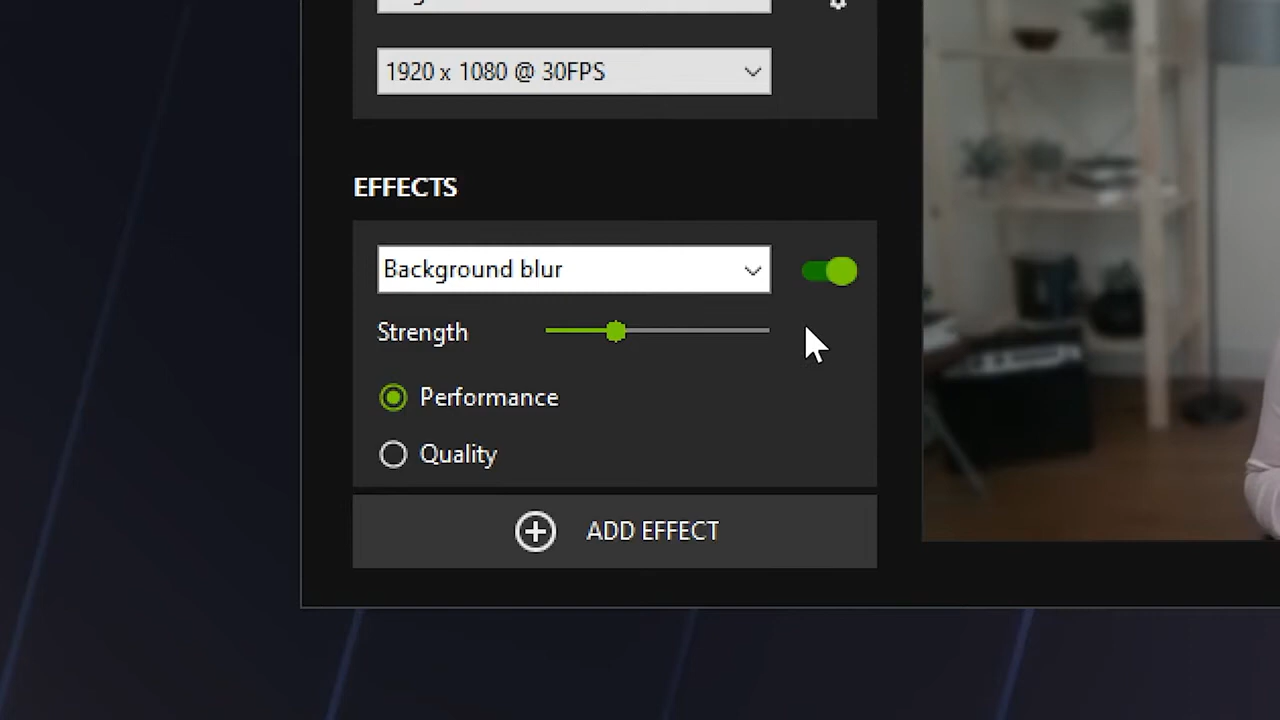 1920 x 1080 @ 30FPS
EFFECTS
Background blur
Strength
Performance
Quality
ADD EFFECT